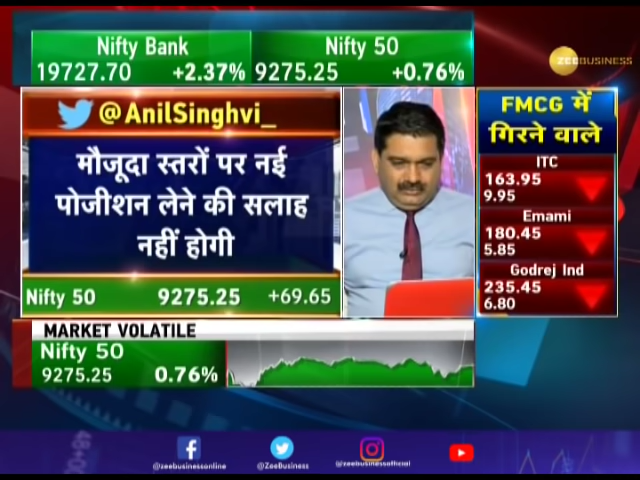 Nifty Bank
19727.70 +2.37%
Nifty 50
9275.25 +0.76%
ZEEBUSINESS
@AnilSinghvi_
मौजूदा स्तरों पर नई
पोजीशन लेने की सलाह
नहीं होगी
Nifty 50 9275.25 +69.65
FMCG में
गिरने वाले
ITC
163.95
9.95
Emami
180.45
5.85
Godrej Ind
235.45
6.80
MARKET VOLATILE
Nifty 50
9275.25 0.76%
@zeebusinessonline
@ZeeBusiness
@zeebusinessofficial